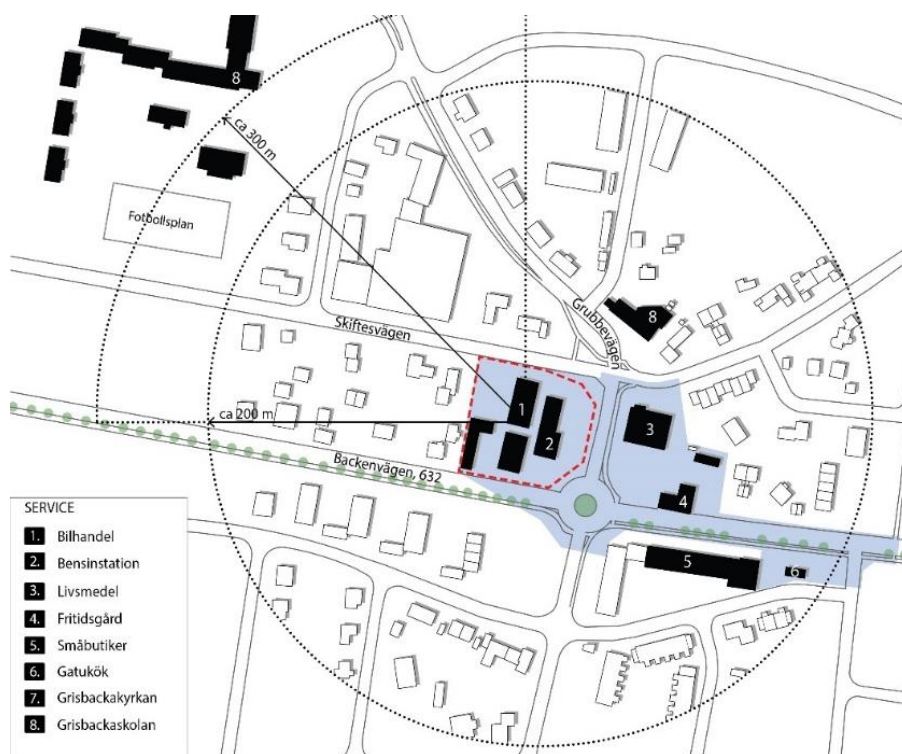 8
ca 300 m
Fotbollsplan
Grubbevägen
8
Skiftesvägen
1
ca 200 m
2
3
Backenvägen, 632
4
5
6
SERVICE
1. Bilhandel
2. Bensinstation
3. Livsmedel
4. Fritidsgård
5. Småbutiker
6. Gatukök
7. Grisbackakyrkan
8. Grisbackaskolan